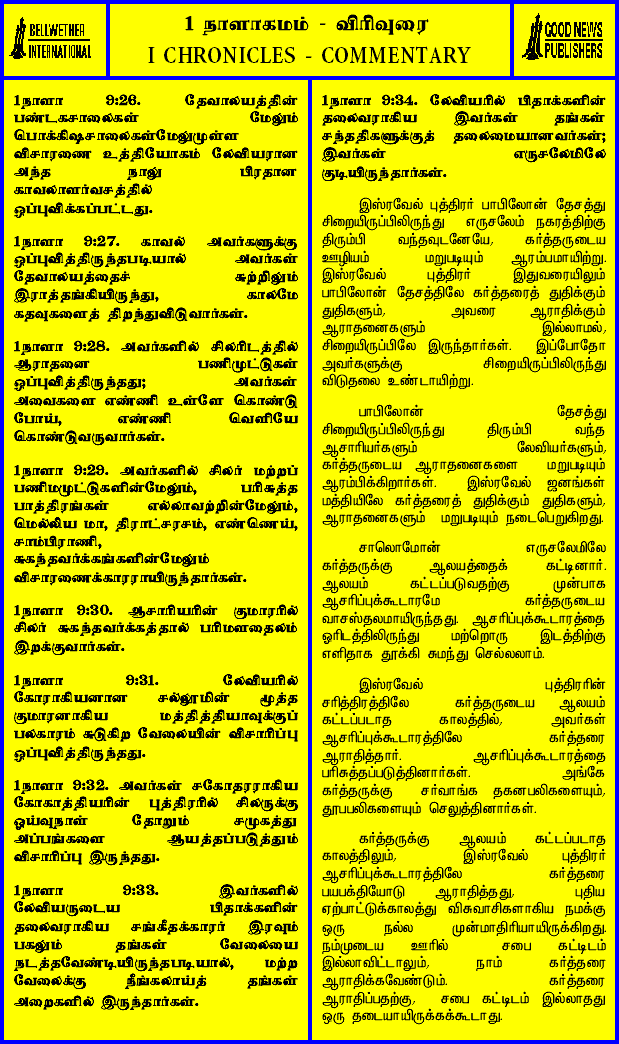 BELLWETHER
INTERNATIONAL
1 நாளாகமம் - விரிவுரை
I CHRONICLES - COMMENTARY
GOOD NEWS
PUBLISHERS
1நாளா 9:26. தேவாலயத்தின்
பண்டகசாலைகள் மேலும்
பொக்கிஷசாலைகள்மேலுமுள்ள
விசாரணை உத்தியோகம் லேவியரான
அந்த நாலு பிரதான
காவலாளர்வசத்தில்
ஒப்புவிக்கப்பட்டது.
1நாளா 9:27. காவல் அவர்களுக்கு
ஒப்புவித்திருந்தபடியால் அவர்கள்
தேவாலயத்தைச் சுற்றிலும்
இராத்தங்கியிருந்து, காலமே
கதவுகளைத் திறந்துவிடுவார்கள்.
1நாளா 9:28. அவர்களில் சிலரிடத்தில்
ஆராதனை பணிமுட்டுகள்
ஒப்புவித்திருந்தது; அவர்கள்
அவைகளை எண்ணி உள்ளே கொண்டு
போய், எண்ணி வெளியே
கொண்டுவருவார்கள்.
1நாளா 9:29. அவர்களில் சிலர் மற்றப்
பணிமமுட்டுகளின்மேலும், பரிசுத்த
பாத்திரங்கள் எல்லாவற்றின்மேலும்,
மெல்லிய மா, திராட்சரசம், எண்ணெய்,
சாம்பிராணி,
சுகந்தவர்க்கங்களின்மேலும்
விசாரணைக்காரராயிருந்தார்கள்.
1நாளா 9:30. ஆசாரியரின் குமாரரில்
சிலர் சுகந்தவர்க்கத்தால் பரிமளதைலம்
இறக்குவார்கள்.
1நாளா 9:31. லேவியரில்
கோராகியனான சல்லூமின் மூத்த
குமாரனாகிய மத்தித்தியாவுக்குப்
பலகாரம் சுடுகிற வேலையின் விசாரிப்பு
ஒப்புவித்திருந்தது.
1நாளா 9:32. அவர்கள் சகோதரராகிய
கோகாத்தியரின் புத்திரரில் சிலருக்கு
ஓய்வுநாள் தோறும் சமுகத்து
அப்பங்களை ஆயத்தப்படுத்தும்
விசாரிப்பு இருந்தது.
1நாளா 9:33. இவர்களில்
லேவியருடைய பிதாக்களின்
தலைவராகிய சங்கீதக்காரர் இரவும்
பகலும் தங்கள் வேலையை
நடத்தவேண்டியிருந்தபடியால், மற்ற
வேலைக்கு நீங்கலாய்த் தங்கள்
அறைகளில் இருந்தார்கள்.
1நாளா 9:34. லேவியரில் பிதாக்களின்
தலைவராகிய இவர்கள் தங்கள்
சந்ததிகளுக்குத் தலைமையானவர்கள்;
இவர்கள் எருசலேமிலே
குடியிருந்தார்கள்.
இஸ்ரவேல் புத்திரர் பாபிலோன் தேசத்து
சிறையிருப்பிலிருந்து எருசலேம் நகரத்திற்கு
திரும்பி வந்தவுடனேயே, கர்த்தருடைய
ஊழியம் மறுபடியும் ஆரம்பமாயிற்று.
இஸ்ரவேல் புத்திரர் இதுவரையிலும்
பாபிலோன் தேசத்திலே கர்த்தரைத் துதிக்கும்
துதிகளும், அவரை ஆராதிக்கும்
ஆராதனைகளும் இல்லாமல்,
சிறையிருப்பிலே இருந்தார்கள். இப்போதோ
அவர்களுக்கு சிறையிருப்பிலிருந்து
விடுதலை உண்டாயிற்று.
பாபிலோன் தேசத்து
சிறையிருப்பிலிருந்து திரும்பி வந்த
ஆசாரியர்களும் லேவியர்களும்,
கர்த்தருடைய ஆராதனைகளை மறுபடியும்
ஆரம்பிக்கிறார்கள். இஸ்ரவேல் ஜனங்கள்
மத்தியிலே கர்த்தரைத் துதிக்கும் துதிகளும்,
ஆராதனைகளும் மறுபடியும் நடைபெறுகிறது.
சாலொமோன் எருசலேமிலே
கர்த்தருக்கு ஆலயத்தைக் கட்டினார்.
ஆலயம் கட்டப்படுவதற்கு முன்பாக
ஆசரிப்புக்கூடாரமே கர்த்தருடைய
வாசஸ்தலமாயிருந்தது. ஆசரிப்புக்கூடாரத்தை
ஓரிடத்திலிருந்து மற்றொரு இடத்திற்கு
எளிதாக தூக்கி சுமந்து செல்லலாம்.
இஸ்ரவேல் புத்திரரின்
சரித்திரத்திலே கர்த்தருடைய ஆலயம்
கட்டப்படாத காலத்தில், அவர்கள்
ஆசரிப்புக்கூடாரத்திலே கர்த்தரை
ஆராதித்தார். ஆசரிப்புக்கூடாரத்தை
பரிசுத்தப்படுத்தினார்கள். அங்கே
கர்த்தருக்கு சர்வாங்க தகனபலிகளையும்,
தூபபலிகளையும் செலுத்தினார்கள்.
கர்த்தருக்கு ஆலயம் கட்டப்படாத
காலத்திலும், இஸ்ரவேல் புத்திரர்
ஆசரிப்புக்கூடாரத்திலே கர்த்தரை
பயபக்தியோடு ஆராதித்தது, புதிய
ஏற்பாட்டுக்காலத்து விசுவாசிகளாகிய நமக்கு
ஒரு நல்ல முன்மாதிரியாயிருக்கிறது.
நம்முடைய ஊரில் சபை கட்டிடம்
இல்லாவிட்டாலும், நாம் கர்த்தரை
ஆராதிக்கவேண்டும். கர்த்தரை
ஆராதிப்பதற்கு, சபை கட்டிடம் இல்லாதது
ஒரு தடையாயிருக்கக்கூடாது.